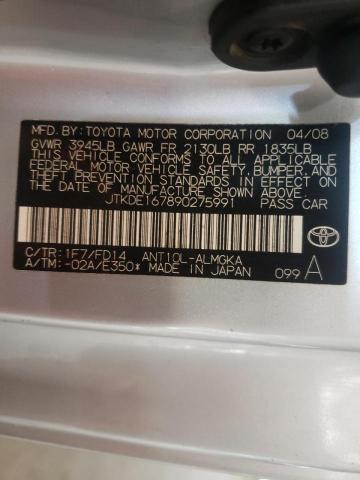 MFD.BY:TOYOTA MOTOR CORPORATION 04/08
GVWR 3945LB GAWR FR 2130LB RR 1835LB
THIS VEHICLE CONFORMS TO ALL APPLICABLE
FEDERAL MOTOR VEHICLE SAFETY, BUMPER, AND
THEFT PREVENTION STANDARDS IN EFFECT ON
THE DATE OF MANUFACTURE SHOWN ABOVE.
JTKDE167890275991 PASS CAR
C/TR:1F7/FD14 ANT10L-ALMGKA
A/TM:-02A/E350* MADE IN JAPAN 099 A
TOYOTA